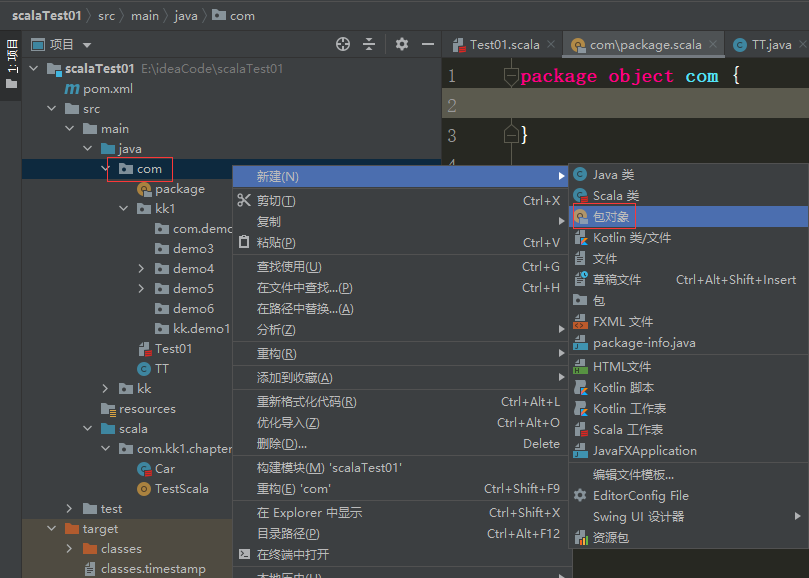 scalaTest01 〉 src 〉 main 〉 java 〉 com
1: 项目
项目
Test01.scala
com\package.scala
TT.java
scalaTest01 E:\ideaCode\scalaTest01
pom.xml
src
main
java
com
package
kk1
com.demo
demo3
demo4
demo5
demo6
kk.demo1
Test01
TT
kk
resources
scala
com.kk1.chapter
Car
TestScala
test
target
classes
classes.timestamp
1 package object com {
2
3 }
新建(N)
剪切(T) Ctrl+X
复制
粘贴(P) Ctrl+V
查找使用(U) Ctrl+G
在文件中查找...(P) Ctrl+H
在路径中替换...(A)
分析(Z)
重构(R)
添加到收藏(A)
重新格式化代码(R) Ctrl+Alt+L
优化导入(Z) Ctrl+Alt+O
删除(D)... Delete
构建模块(M) 'scalaTest01'
重构(E) 'com' Ctrl+Shift+F9
在 Explorer 中显示 Ctrl+Shift+X
目录路径(P) Ctrl+Alt+F12
在终端中打开
Java 类
Scala 类
包对象
Kotlin 类/文件
文件
草稿文件 Ctrl+Alt+Shift+Insert
包
FXML 文件
package-info.java
HTML文件
Kotlin 脚本
Kotlin 工作表
Scala 工作表
JavaFXApplication
编辑文件模板...
EditorConfig File
Swing UI 设计器
资源包